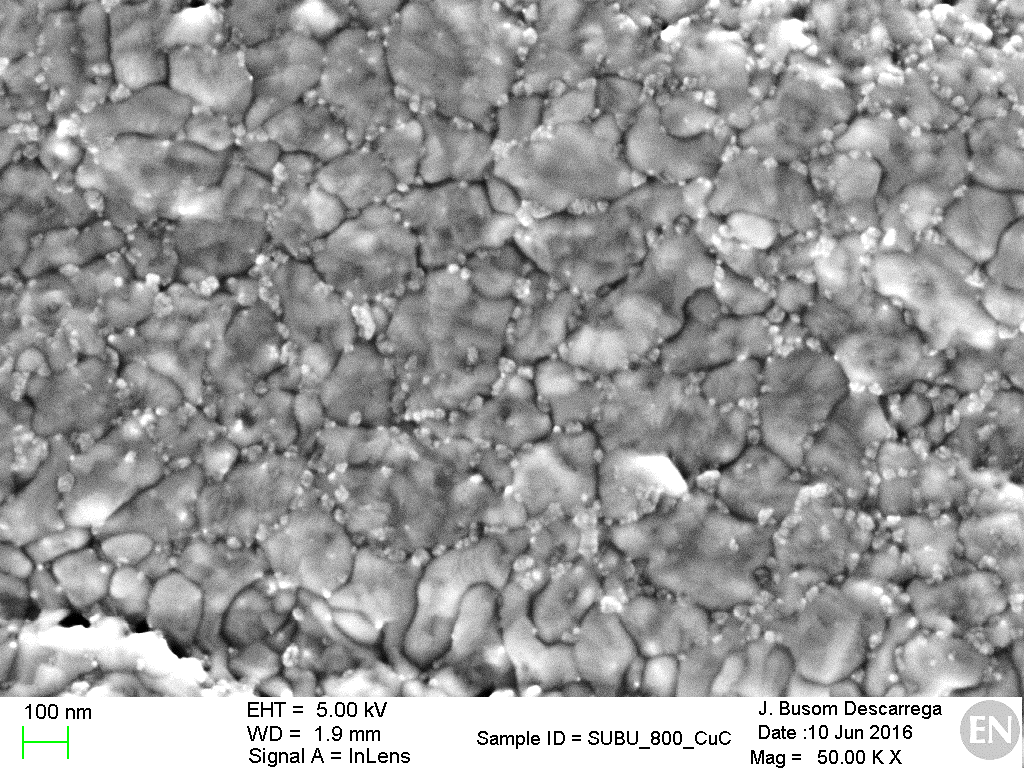 100 nm
EHT = 5.00 kV
WD = 1.9 mm
Signal A = InLens
Sample ID = SUBU_800_CuC
J. Busom Descarrega
Date :10 Jun 2016
Mag = 50.00 K X
EN